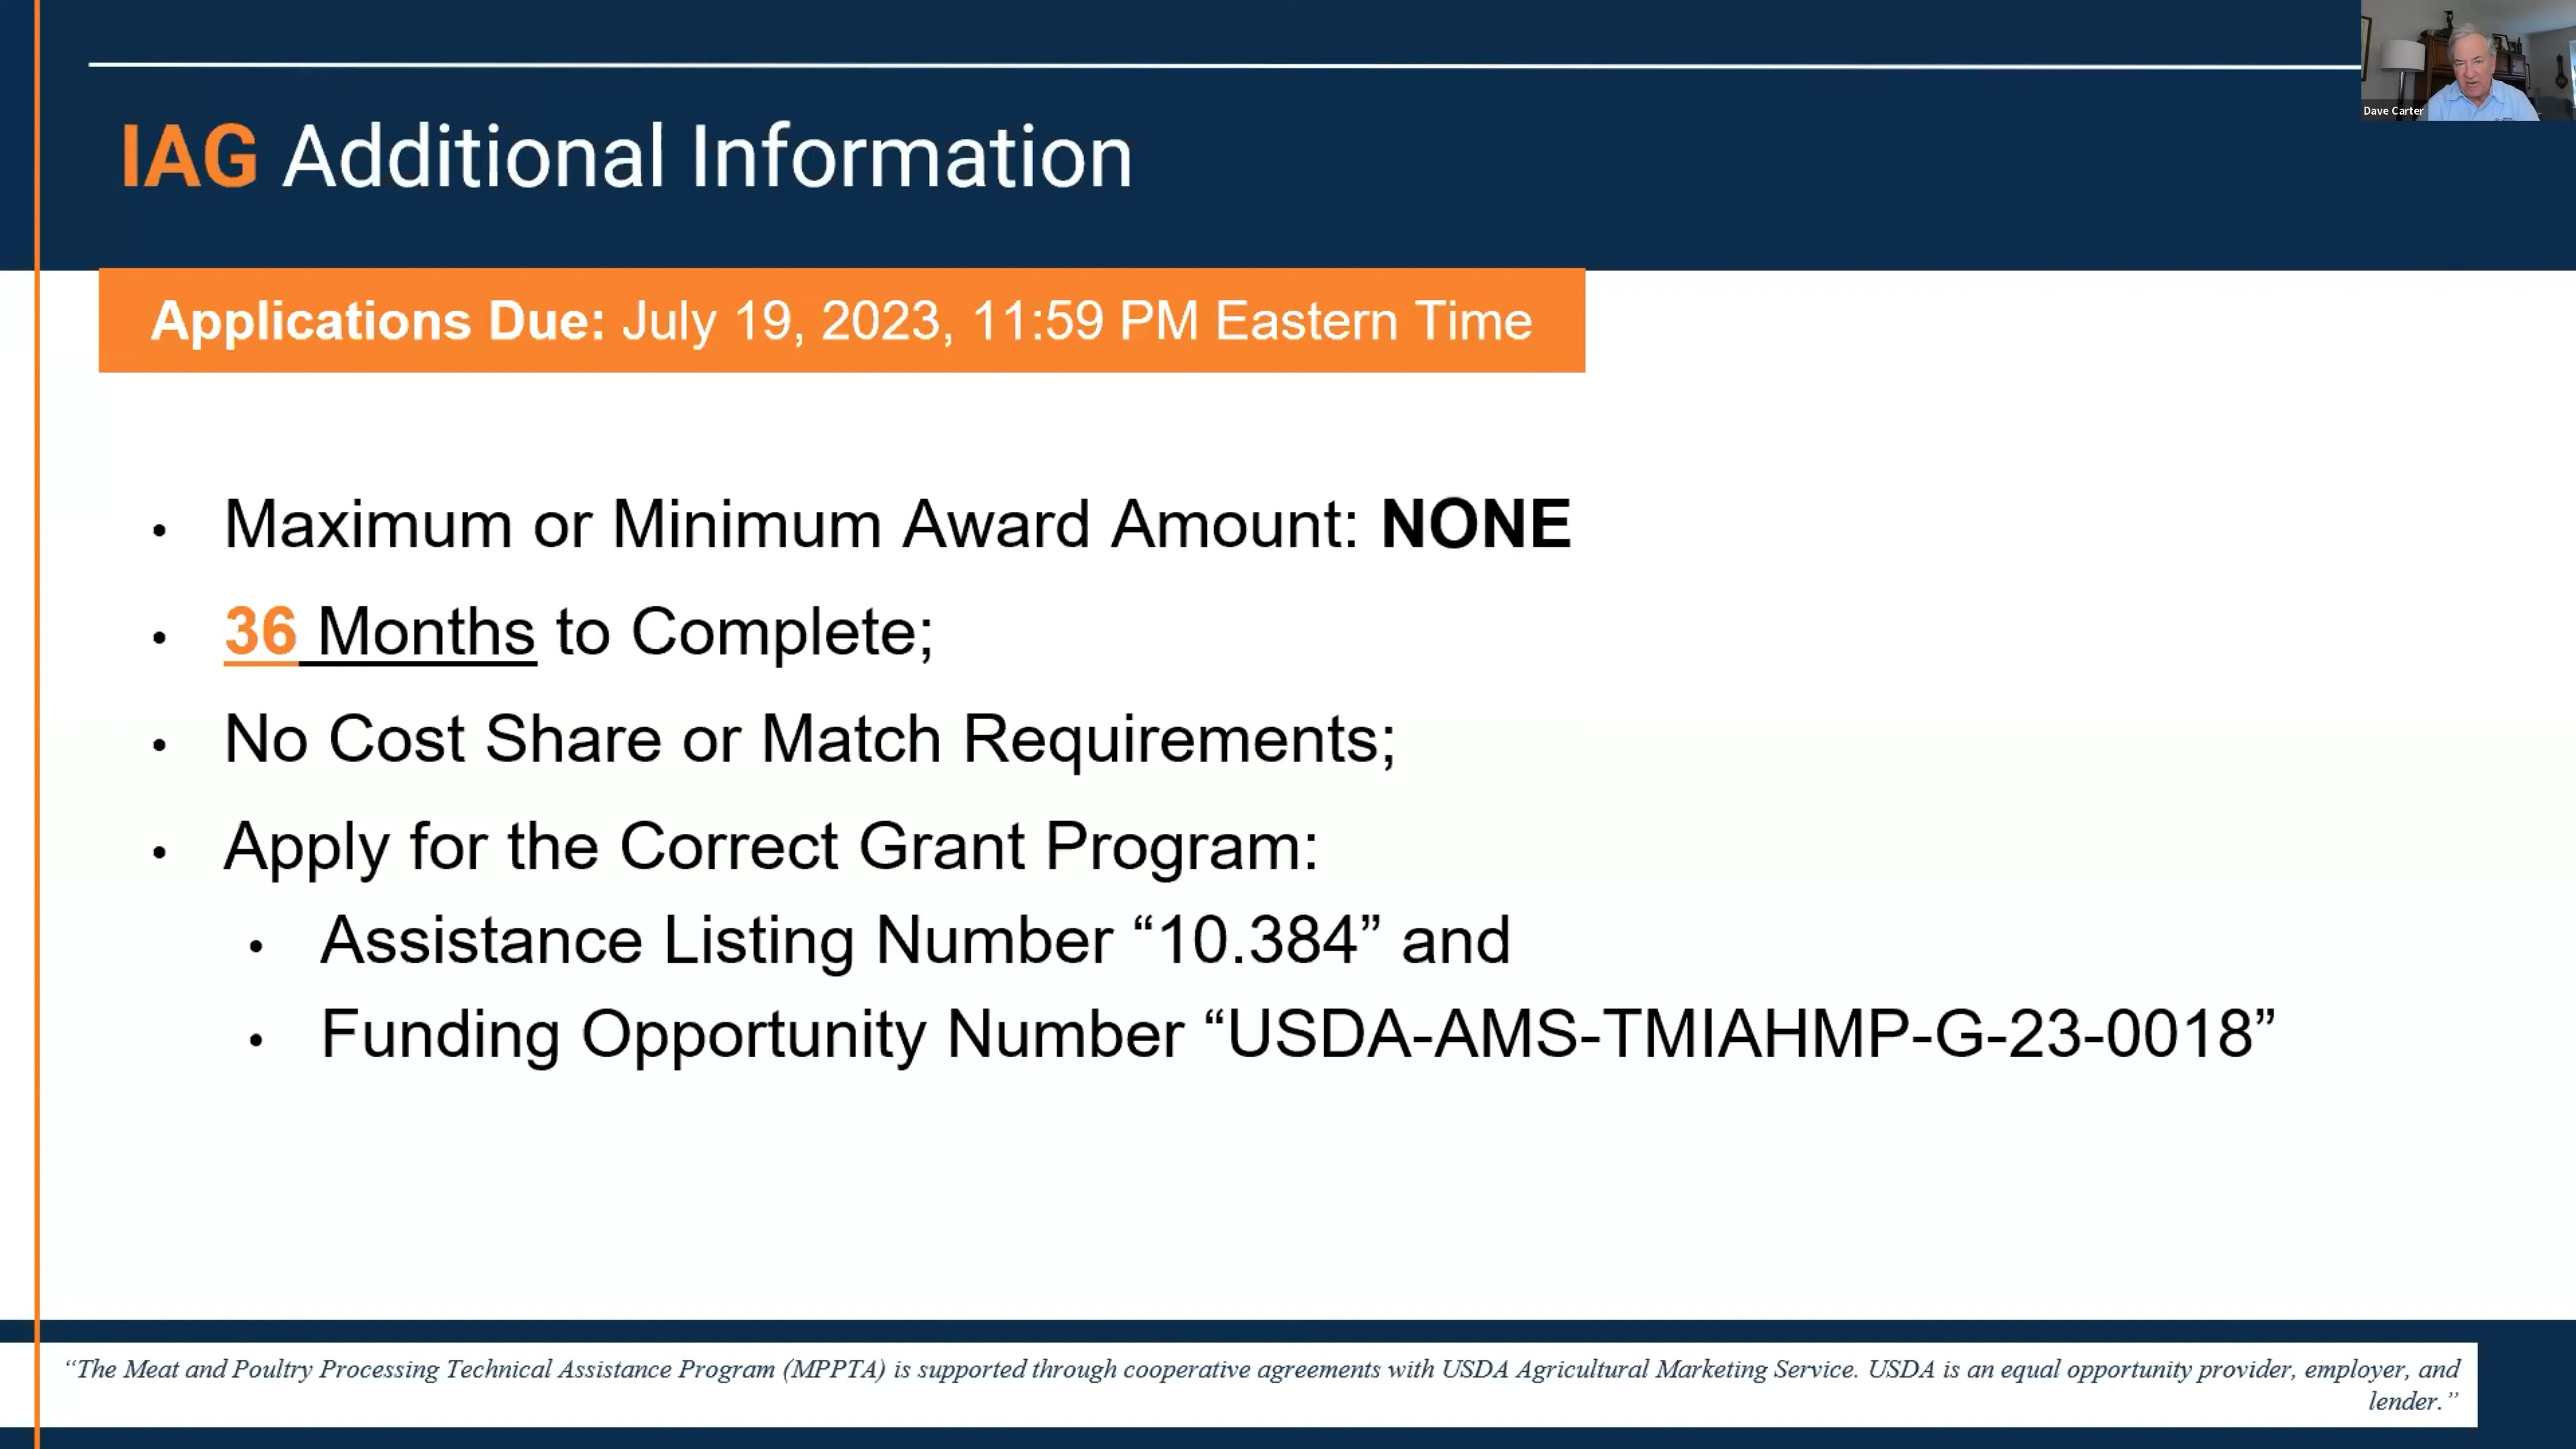 Dave Carter
IAG Additional Information
Applications Due: July 19, 2023, 11:59 PM Eastern Time
• Maximum or Minimum Award Amount: NONE
• 36 Months to Complete;
• No Cost Share or Match Requirements;
• Apply for the Correct Grant Program:
• Assistance Listing Number “10.384” and
• Funding Opportunity Number “USDA-AMS-TMIAHMP-G-23-0018”
“The Meat and Poultry Processing Technical Assistance Program (MPPTA) is supported through cooperative agreements with USDA Agricultural Marketing Service. USDA is an equal opportunity provider, employer, and
lender.”